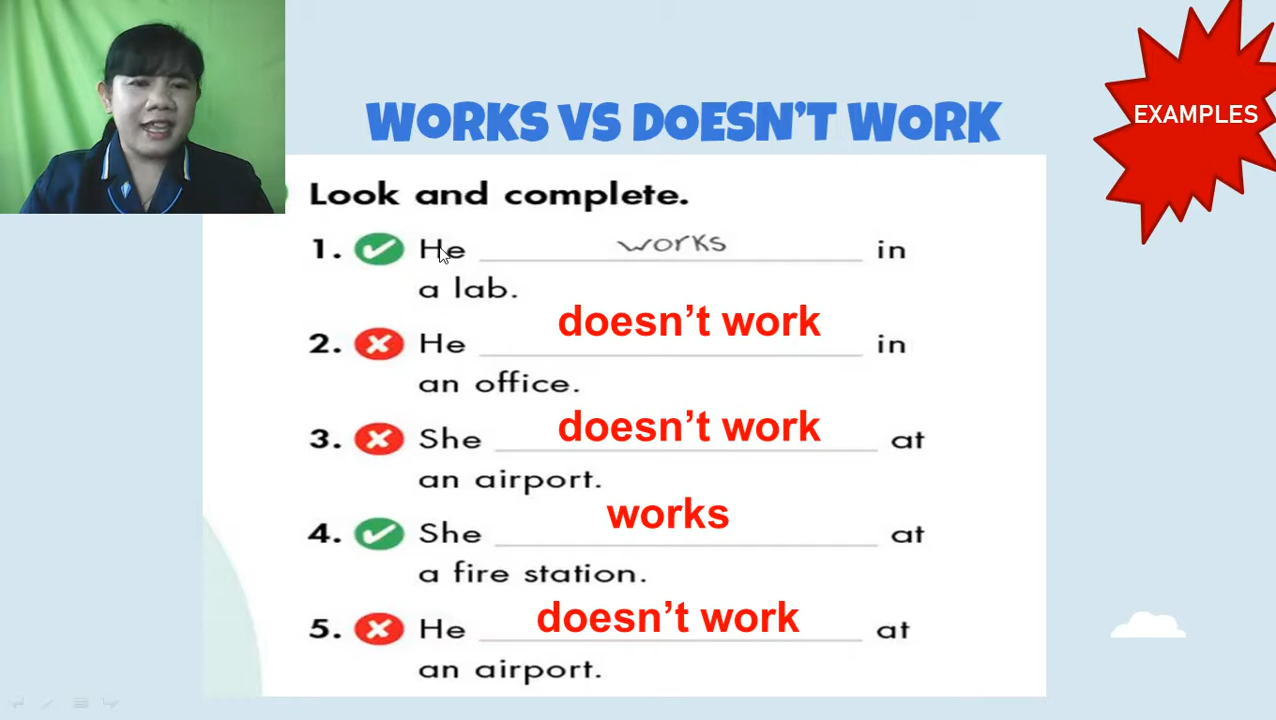 WORKS VS DOESN'T WORK
EXAMPLES
Look and complete.
1. He works in
a lab.
2. He doesn't work in
an office.
3. She doesn't work at
an airport.
4. She works at
a fire station.
5. He doesn't work at
an airport.